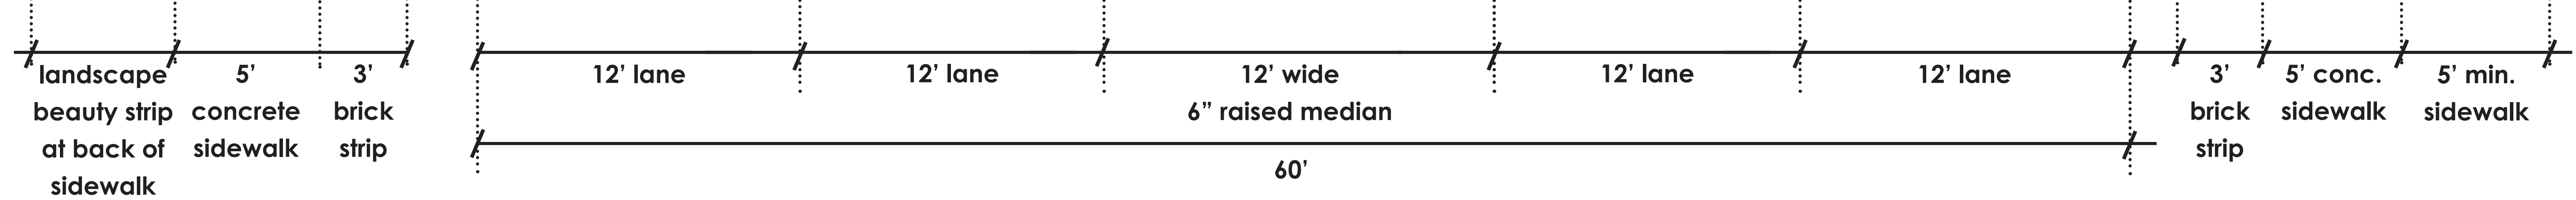 landscape
beauty strip
at back of
sidewalk
5’
concrete
sidewalk
3’
brick
strip
12’ lane
12’ lane
12’ wide
6” raised median
12’ lane
12’ lane
60’
3’
brick
strip
5’ conc.
sidewalk
5’ min.
sidewalk